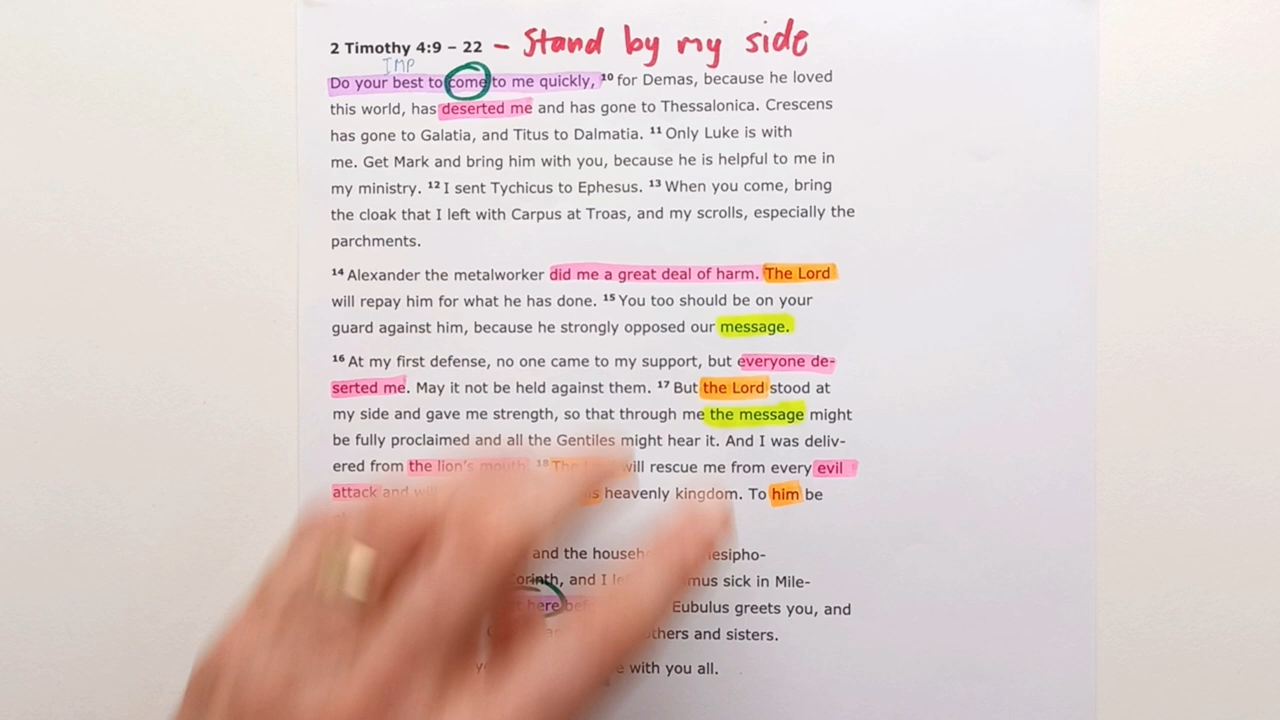 2 Timothy 4:9 – 22 – Stand by my side
IMP
Do your best to come to me quickly, 10 for Demas, because he loved
this world, has deserted me and has gone to Thessalonica. Crescens
has gone to Galatia, and Titus to Dalmatia. 11 Only Luke is with
me. Get Mark and bring him with you, because he is helpful to me in
my ministry. 12 I sent Tychicus to Ephesus. 13 When you come, bring
the cloak that I left with Carpus at Troas, and my scrolls, especially the
parchments.
14 Alexander the metalworker did me a great deal of harm. The Lord
will repay him for what he has done. 15 You too should be on your
guard against him, because he strongly opposed our message.
16 At my first defense, no one came to my support, but everyone de-
serted me. May it not be held against them. 17 But the Lord stood at
my side and gave me strength, so that through me the message might
be fully proclaimed and all the Gentiles might hear it. And I was deliv-
ered from the lion's mouth. 18 The will rescue me from every evil
attack and heavenly kingdom. To him be
and the
and I sick in Mile-
here Eubulus greets you, and
and sisters.
with you all.